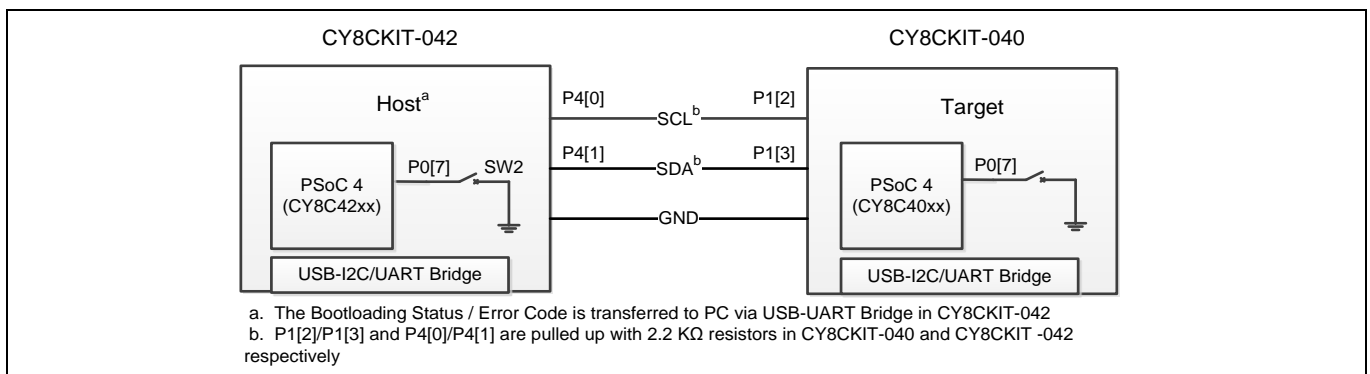 CY8CKIT-042 CY8CKIT-040
Hostᵃ
Target
P4[0] P1[2]
SCLᵇ
P4[1] P1[3]
SDAᵇ
GND
P0[7] SW2
PSoC 4
(CY8C42xx)
USB-I2C/UART Bridge
P0[7]
PSoC 4
(CY8C40xx)
USB-I2C/UART Bridge
a. The Bootloading Status / Error Code is transferred to PC via USB-UART Bridge in CY8CKIT-042
b. P1[2]/P1[3] and P4[0]/P4[1] are pulled up with 2.2 KΩ resistors in CY8CKIT-040 and CY8CKIT -042
respectively